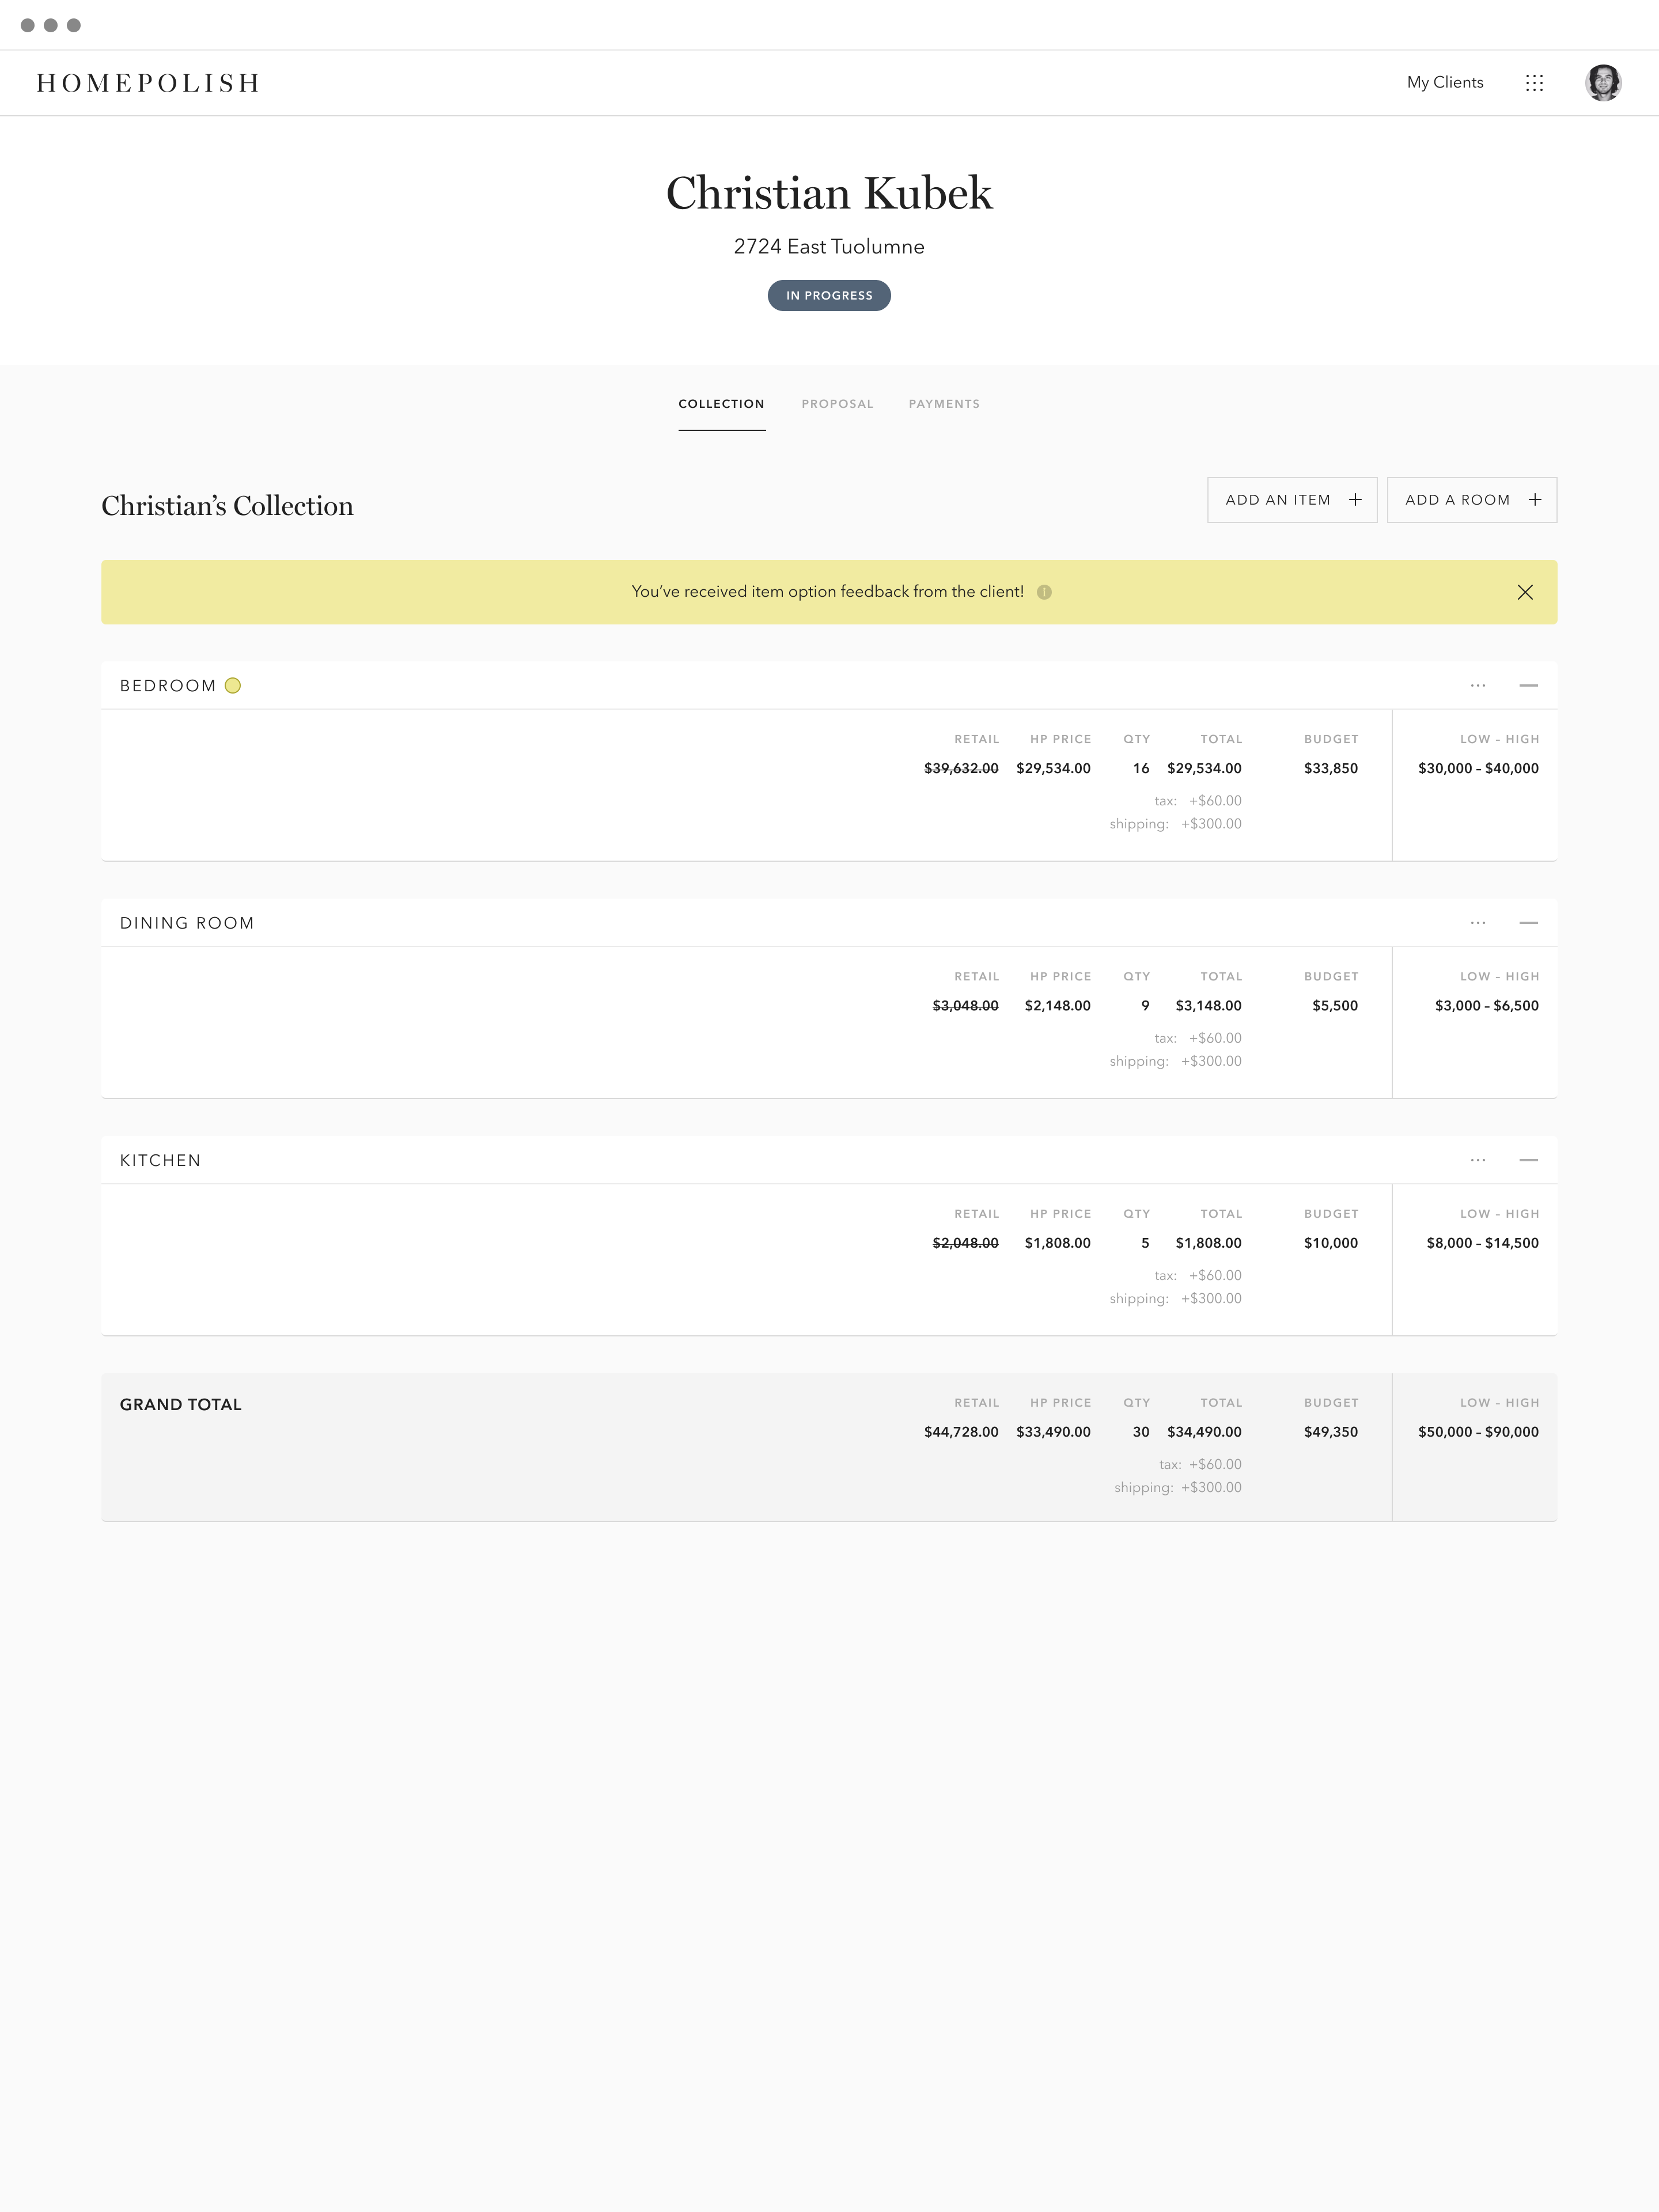 HOMEPOLISH
My Clients
Christian Kubek
2724 East Tuolumne
IN PROGRESS
COLLECTION PROPOSAL PAYMENTS
Christian’s Collection
ADD AN ITEM + ADD A ROOM +
You’ve received item option feedback from the client!
BEDROOM
RETAIL HP PRICE QTY TOTAL BUDGET LOW – HIGH
$39,632.00 $29,534.00 16 $29,534.00 $33,850 $30,000 – $40,000
tax: +$60.00
shipping: +$300.00
DINING ROOM
RETAIL HP PRICE QTY TOTAL BUDGET LOW – HIGH
$3,048.00 $2,148.00 9 $3,148.00 $5,500 $3,000 – $6,500
tax: +$60.00
shipping: +$300.00
KITCHEN
RETAIL HP PRICE QTY TOTAL BUDGET LOW – HIGH
$2,048.00 $1,808.00 5 $1,808.00 $10,000 $8,000 – $14,500
tax: +$60.00
shipping: +$300.00
GRAND TOTAL
RETAIL HP PRICE QTY TOTAL BUDGET LOW – HIGH
$44,728.00 $33,490.00 30 $34,490.00 $49,350 $50,000 – $90,000
tax: +$60.00
shipping: +$300.00